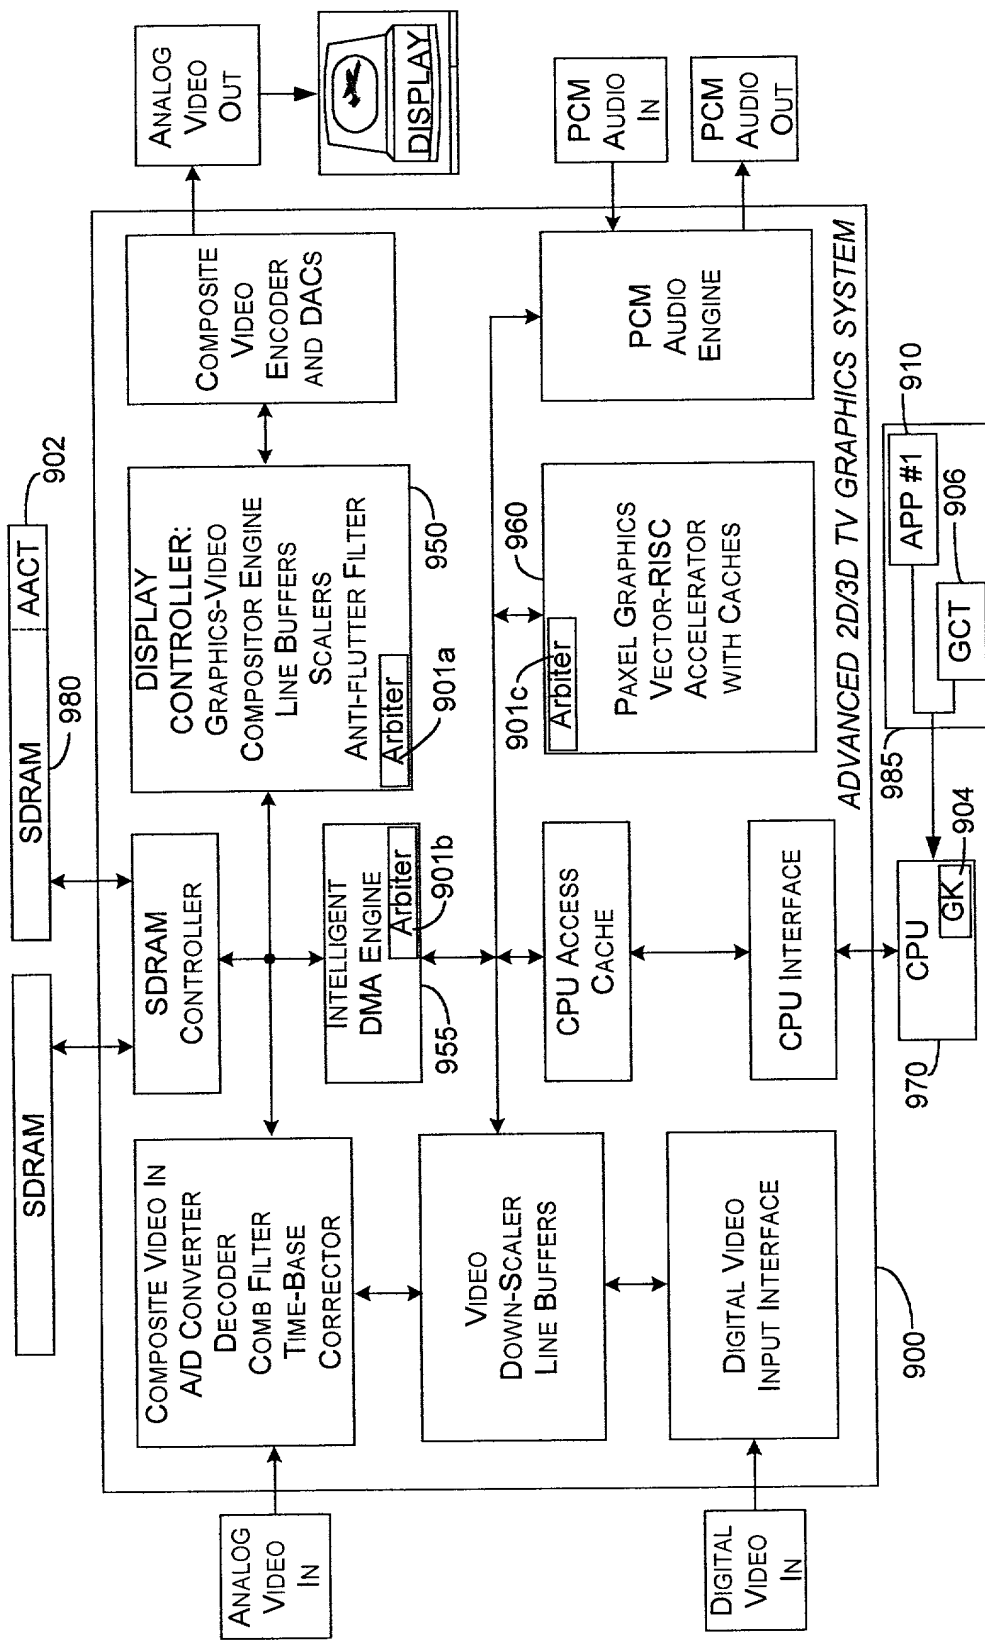 SDRAM
SDRAM
980
AACT
902
ANALOG
VIDEO
IN
COMPOSITE VIDEO IN
A/D CONVERTER
DECODER
COMB FILTER
TIME-BASE
CORRECTOR
SDRAM
CONTROLLER
DISPLAY
CONTROLLER:
GRAPHICS-VIDEO
COMPOSITOR ENGINE
LINE BUFFERS
SCALERS
ANTI-FLUTTER FILTER
Arbiter
901a
950
COMPOSITE
VIDEO
ENCODER
AND DACS
ANALOG
VIDEO
OUT
DISPLAY
INTELLIGENT
DMA ENGINE
Arbiter
901b
955
VIDEO
DOWN-SCALER
LINE BUFFERS
CPU ACCESS
CACHE
901c
960
Arbiter
PAXEL GRAPHICS
VECTOR-RISC
ACCELERATOR
WITH CACHES
PCM
AUDIO
ENGINE
PCM
AUDIO
IN
PCM
AUDIO
OUT
DIGITAL
VIDEO
IN
DIGITAL VIDEO
INPUT INTERFACE
CPU INTERFACE
ADVANCED 2D/3D TV GRAPHICS SYSTEM
900
970
CPU
GK
904
985
APP #1
910
GCT
906